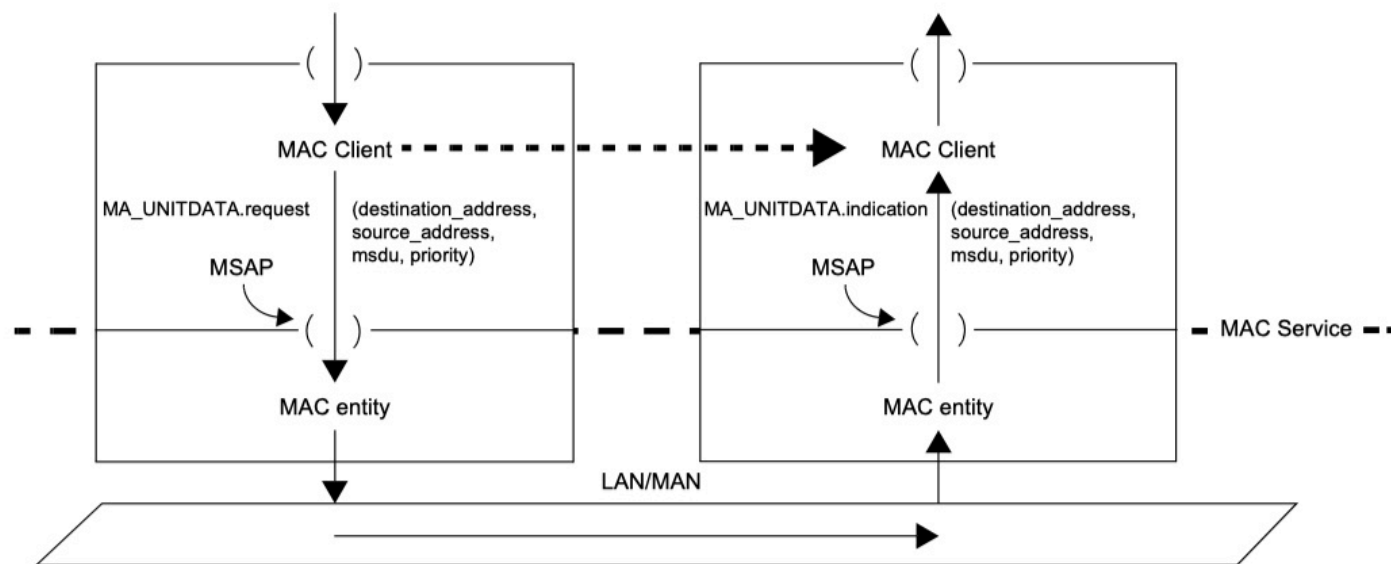 ( )
( )
MAC Client
MAC Client
MA_UNITDATA.request
(destination_address,
source_address,
msdu, priority)
MA_UNITDATA.indication
(destination_address,
source_address,
msdu, priority)
MSAP
MSAP
( )
( )
MAC Service
MAC entity
MAC entity
LAN/MAN